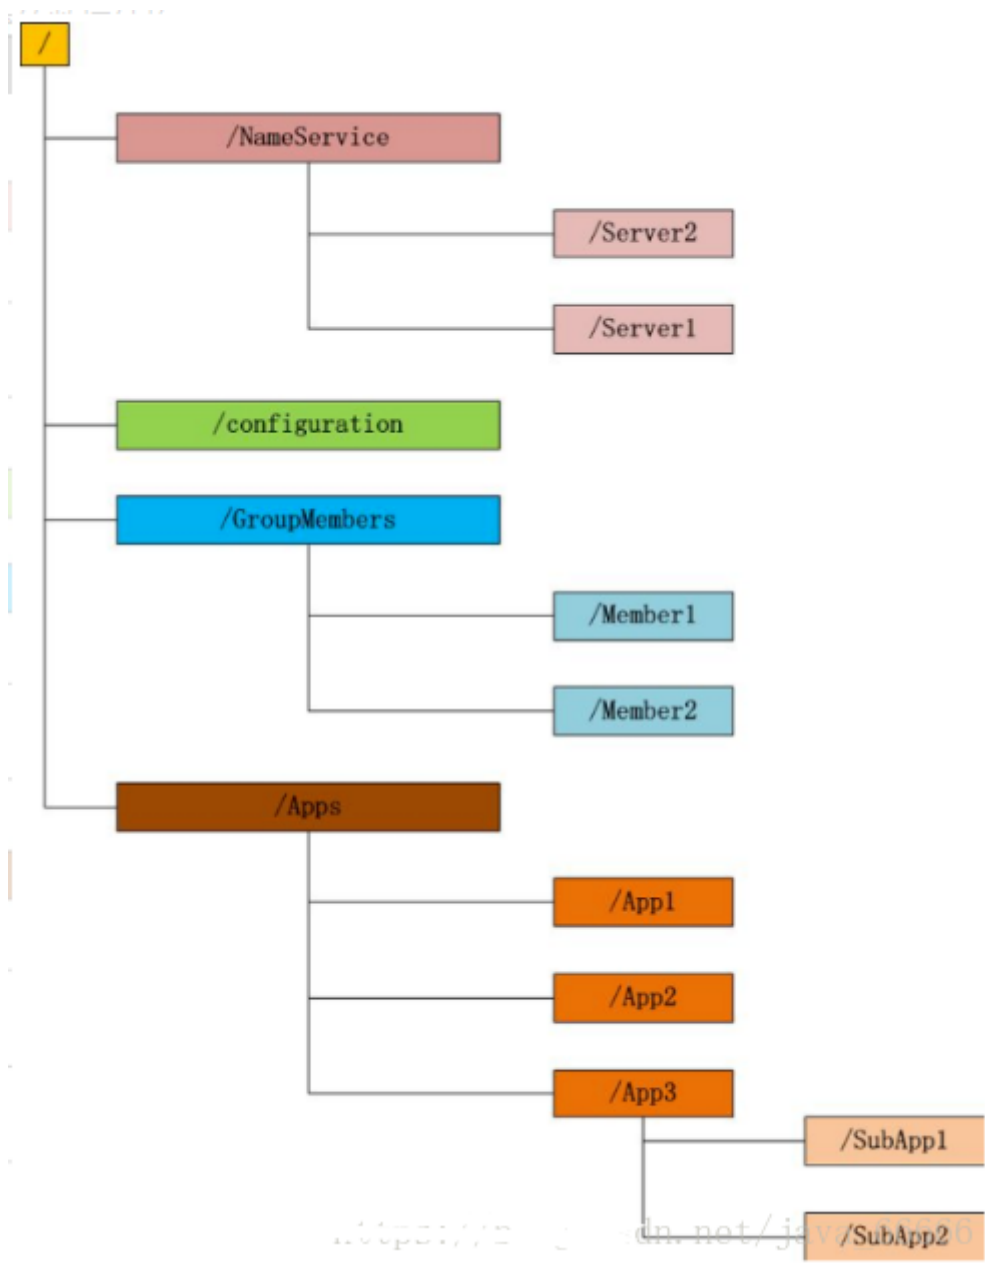 /
/NameService
/Server2
/Server1
/configuration
/GroupMembers
/Member1
/Member2
/Apps
/App1
/App2
/App3
/SubApp1
/SubApp2